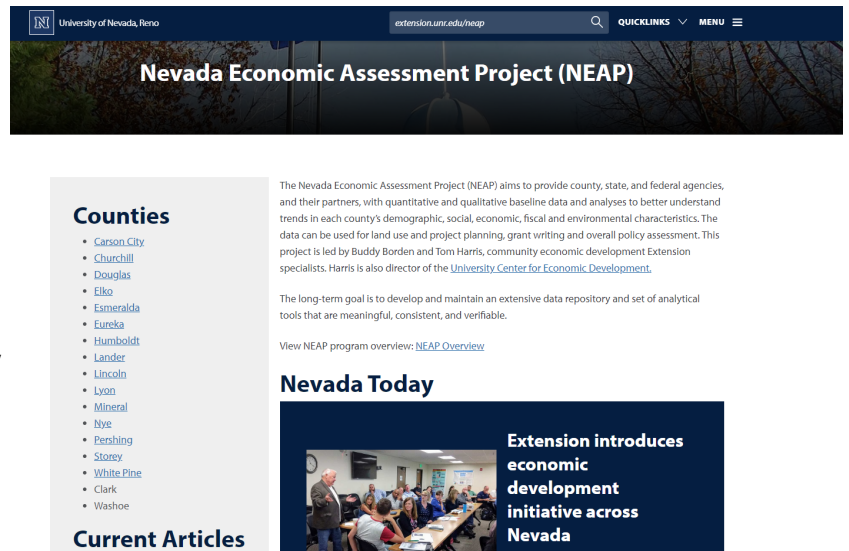 University of Nevada, Reno
extension.unr.edu/neap
QUICKLINKS
MENU
Nevada Economic Assessment Project (NEAP)
Counties
Carson City
Churchill
Douglas
Elko
Esmeralda
Eureka
Humboldt
Lander
Lincoln
Lyon
Mineral
Nye
Pershing
Storey
White Pine
Clark
Washoe
Current Articles
The Nevada Economic Assessment Project (NEAP) aims to provide county, state, and federal agencies,
and their partners, with quantitative and qualitative baseline data and analyses to better understand
trends in each county's demographic, social, economic, fiscal and environmental characteristics. The
data can be used for land use and project planning, grant writing and overall policy assessment. This
project is led by Buddy Borden and Tom Harris, community economic development Extension
specialists. Harris is also director of the University Center for Economic Development.
The long-term goal is to develop and maintain an extensive data repository and set of analytical
tools that are meaningful, consistent, and verifiable.
View NEAP program overview: NEAP Overview
Nevada Today
Extension introduces
economic
development
initiative across
Nevada